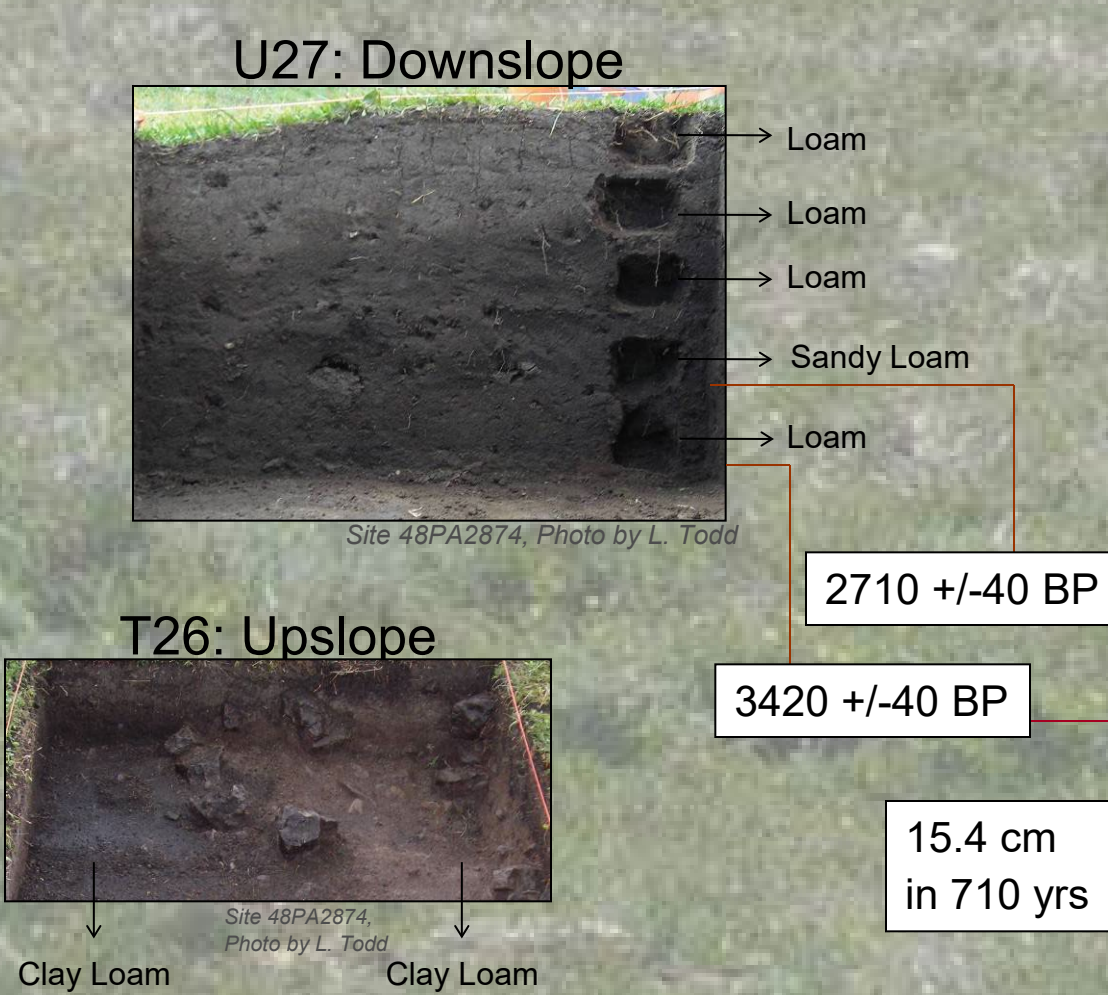 U27: Downslope
Loam
Loam
Loam
Sandy Loam
Loam
Site 48PA2874, Photo by L. Todd
2710 +/-40 BP
T26: Upslope
3420 +/-40 BP
15.4 cm
in 710 yrs
Site 48PA2874,
Photo by L. Todd
Clay Loam
Clay Loam